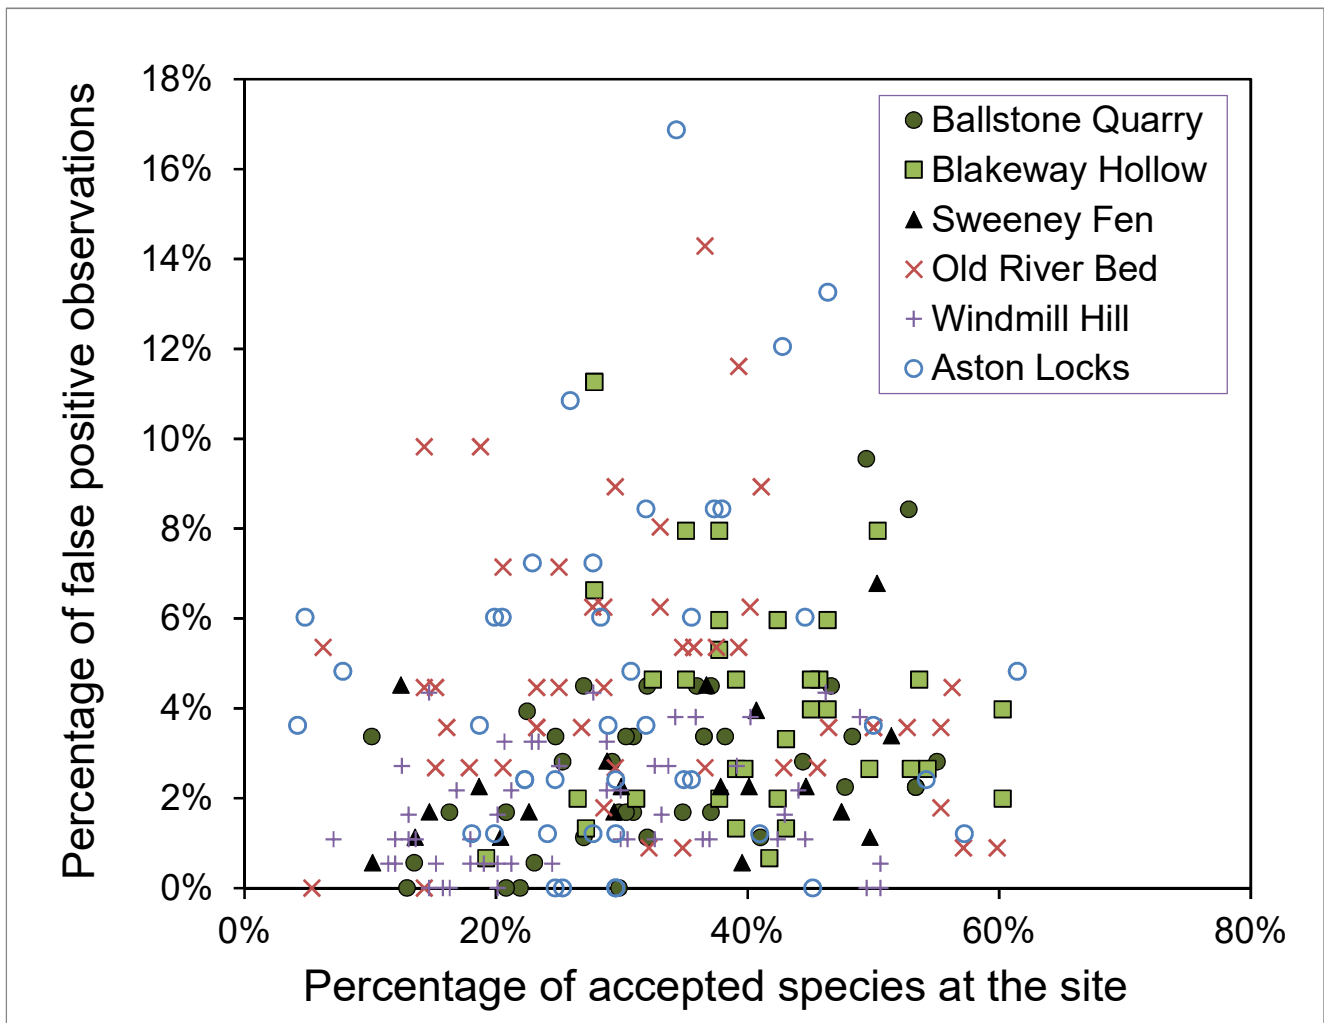 18%
16%
14%
12%
10%
8%
6%
4%
2%
0%
Percentage of false positive observations
Ballstone Quarry
Blakeway Hollow
Sweeney Fen
Old River Bed
Windmill Hill
Aston Locks
0% 20% 40% 60% 80%
Percentage of accepted species at the site